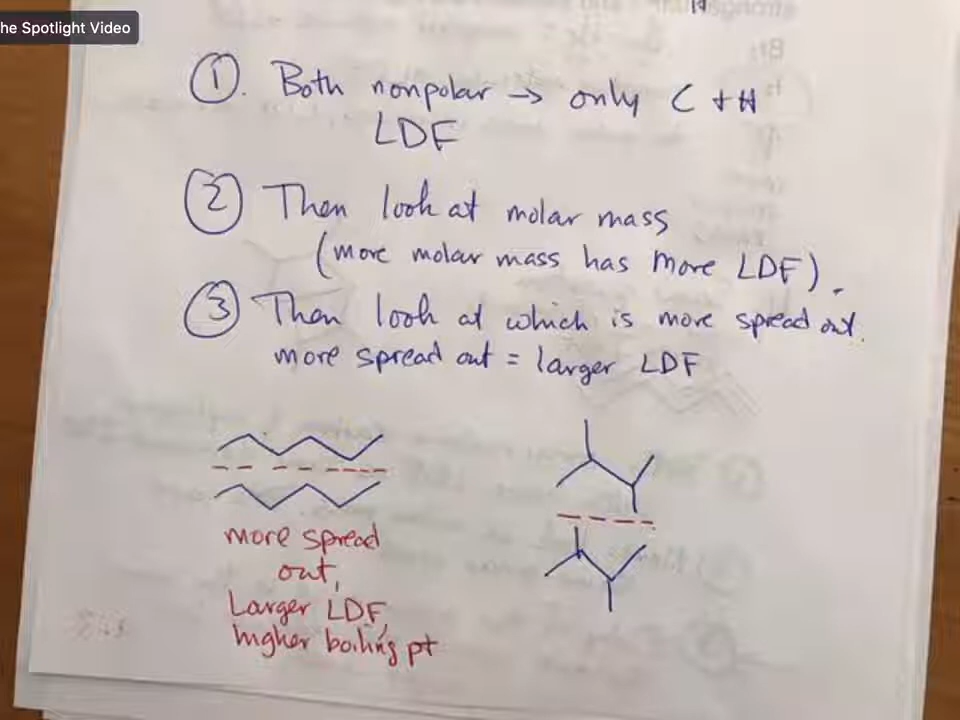 he Spotlight Video
① Both nonpolar → only C + H
LDF
② Then look at molar mass
(more molar mass has more LDF).
③ Then look at which is more spread out.
more spread out = larger LDF
more spread
out,
Larger LDF,
higher boiling pt